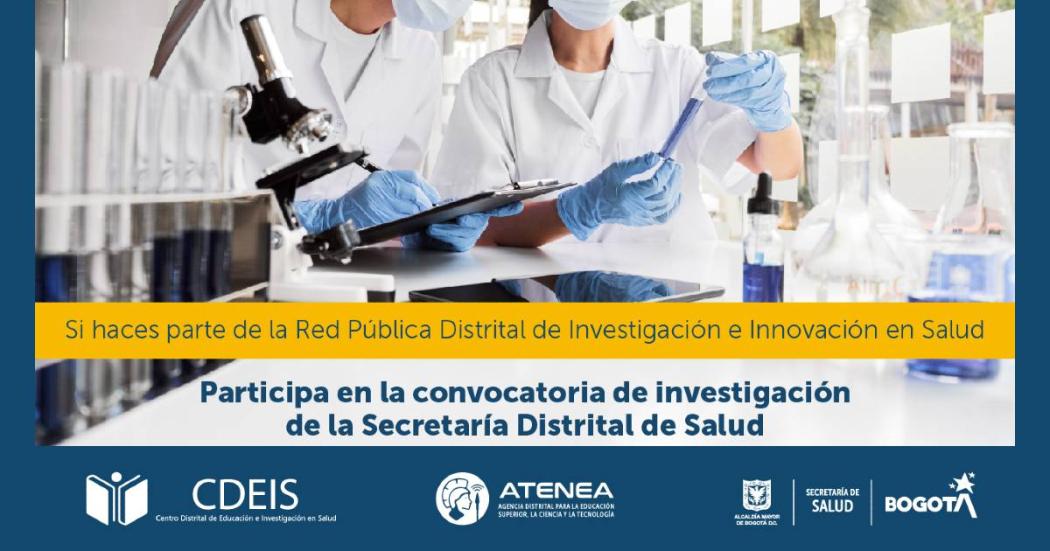 Si haces parte de la Red Pública Distrital de Investigación e Innovación en Salud
Participa en la convocatoria de investigación
de la Secretaría Distrital de Salud
CDEIS
Centro Distrital de Educación e Investigación en Salud
ATENEA
AGENCIA DISTRITAL PARA LA EDUCACIÓN
SUPERIOR, LA CIENCIA Y LA TECNOLOGÍA
ALCALDÍA MAYOR
DE BOGOTÁ D.C.
SECRETARÍA DE
SALUD
BOGOTÁ